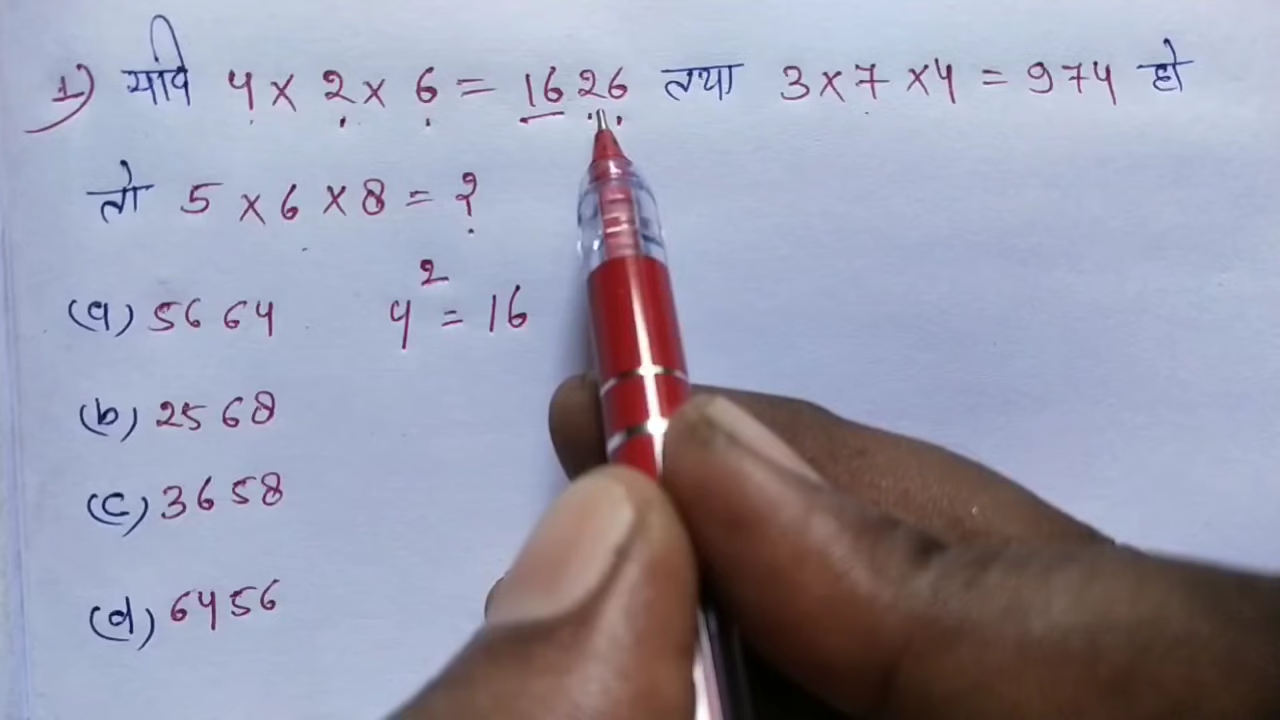 1) यदि 4 × 2 × 6 = 1626 तथा 3 × 7 × 4 = 974 हो
तो 5 × 6 × 8 = ?
(a) 5664
4² = 16
(b) 2568
(c) 3658
(d) 6456